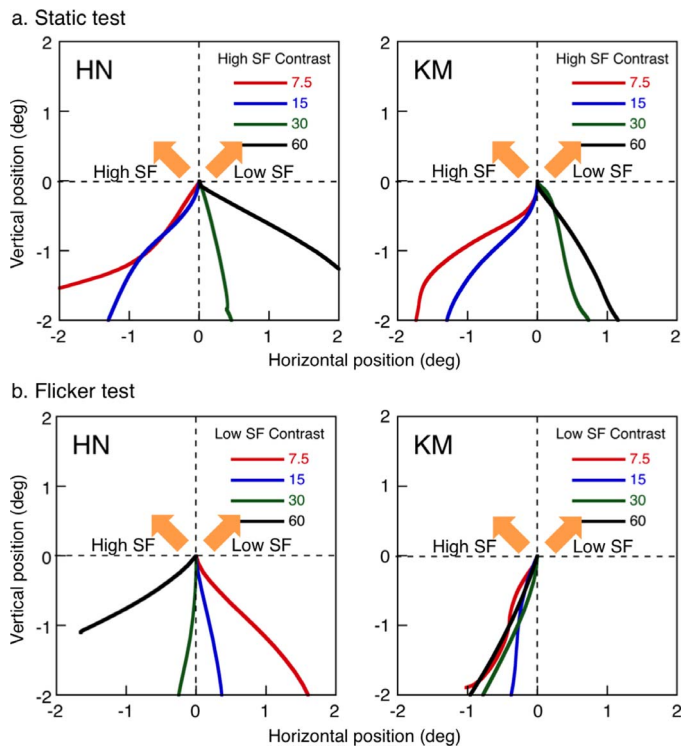 a. Static test
HN
High SF Contrast
7.5
15
30
60
High SF
Low SF
2
1
0
-1
-2
-2 -1 0 1 2
Vertical position (deg)
KM
High SF Contrast
7.5
15
30
60
High SF
Low SF
2
1
0
-1
-2
-2 -1 0 1 2
Horizontal position (deg)
b. Flicker test
HN
Low SF Contrast
7.5
15
30
60
High SF
Low SF
2
1
0
-1
-2
-2 -1 0 1 2
Vertical position (deg)
KM
Low SF Contrast
7.5
15
30
60
High SF
Low SF
2
1
0
-1
-2
-2 -1 0 1 2
Horizontal position (deg)